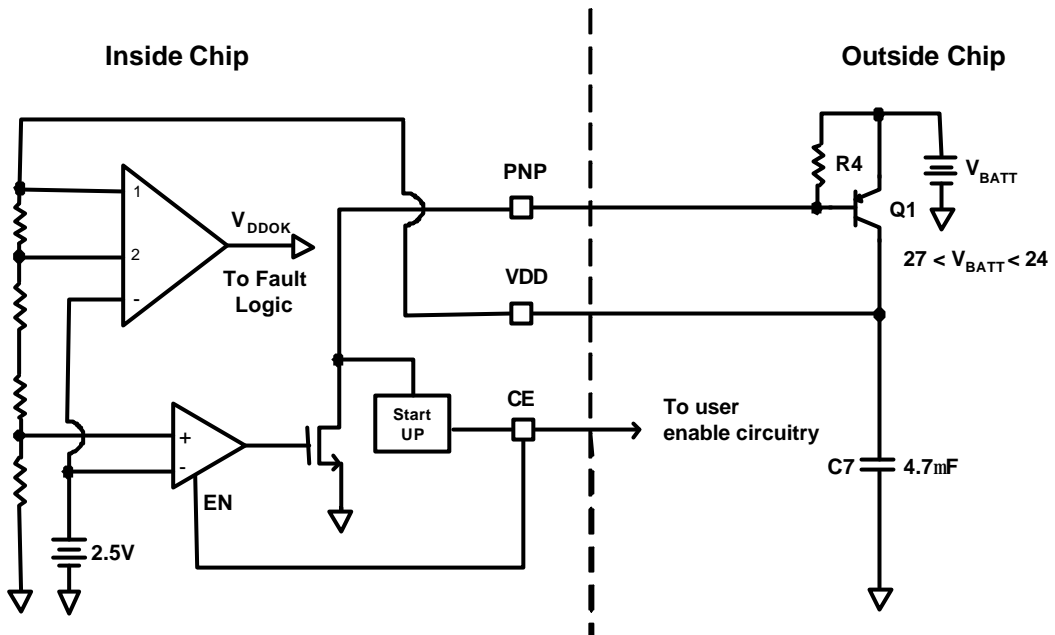 Inside Chip
Outside Chip
1
2
-
V_DDOK
To Fault
Logic
PNP
R4
V_BATT
Q1
27 < V_BATT < 24
VDD
Start
UP
CE
To user
enable circuitry
+
-
EN
2.5V
C7
4.7mF